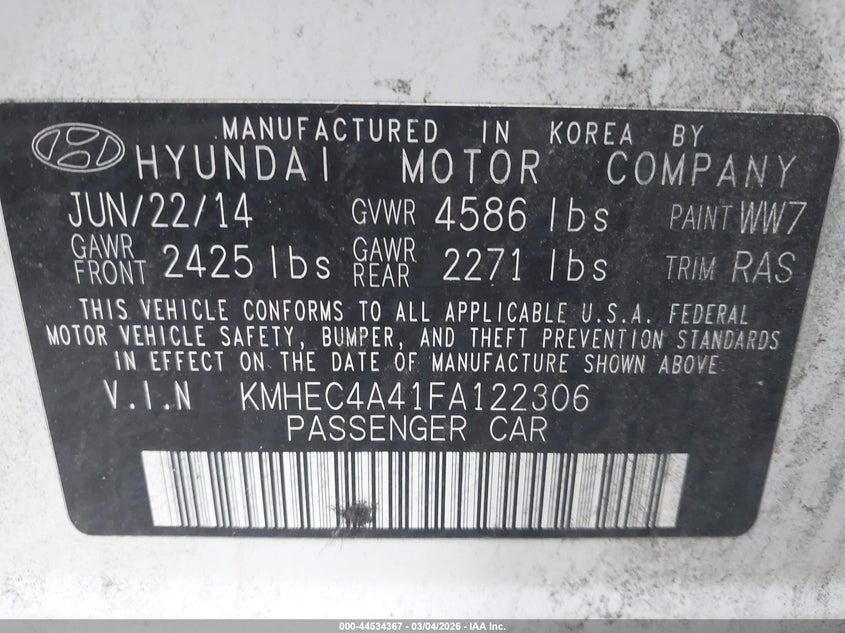 MANUFACTURED IN KOREA BY
HYUNDAI MOTOR COMPANY
JUN/22/14 GVWR 4586 lbs PAINT WW7
GAWR FRONT 2425 lbs GAWR REAR 2271 lbs TRIM RAS
THIS VEHICLE CONFORMS TO ALL APPLICABLE U.S.A. FEDERAL
MOTOR VEHICLE SAFETY, BUMPER, AND THEFT PREVENTION STANDARDS
IN EFFECT ON THE DATE OF MANUFACTURE SHOWN ABOVE.
V.I.N KMHEC4A41FA122306
PASSENGER CAR
000-44534367 - 03/04/2026 - IAA Inc.